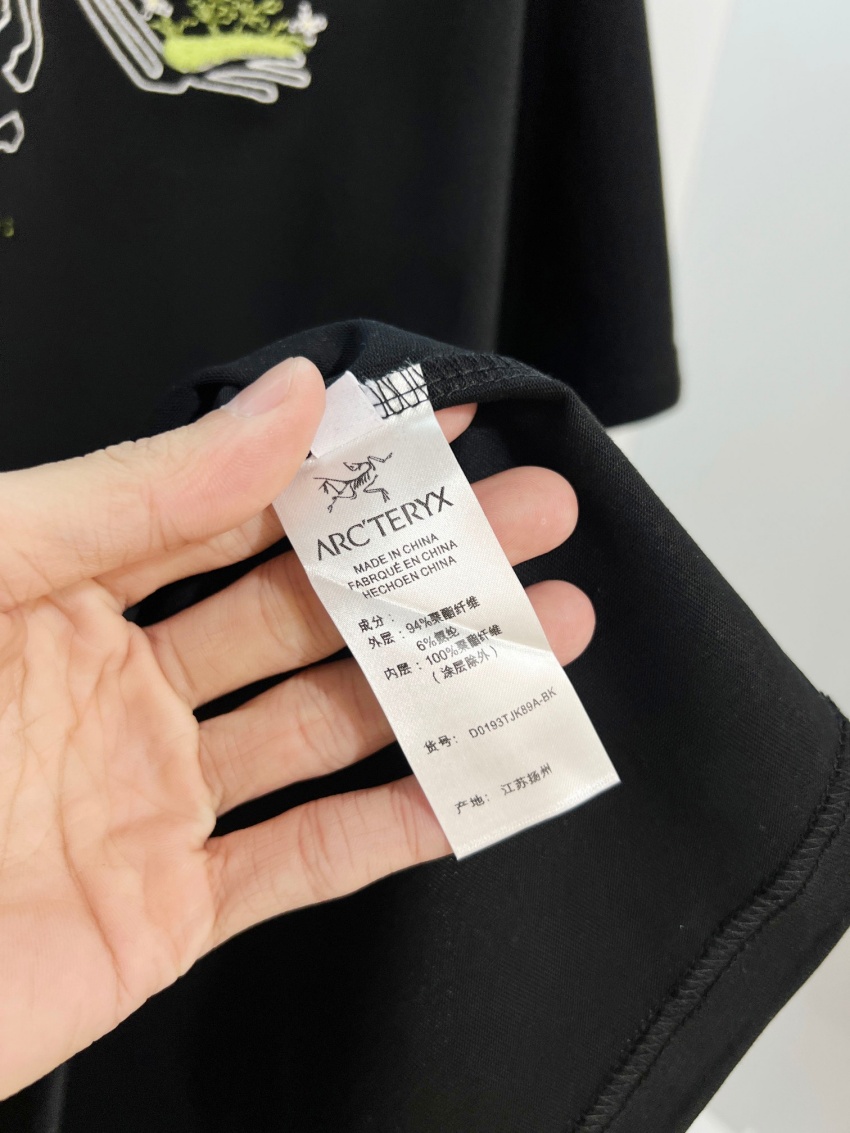 ARC'TERYX
MADE IN CHINA
FABRQUÉ EN CHINA
HECHOEN CHINA
成分：
外层：94%聚酯纤维
6%氨纶
内层：100%聚酯纤维
（涂层除外）
货号： D0193TJK89A-BK
产地： 江苏扬州